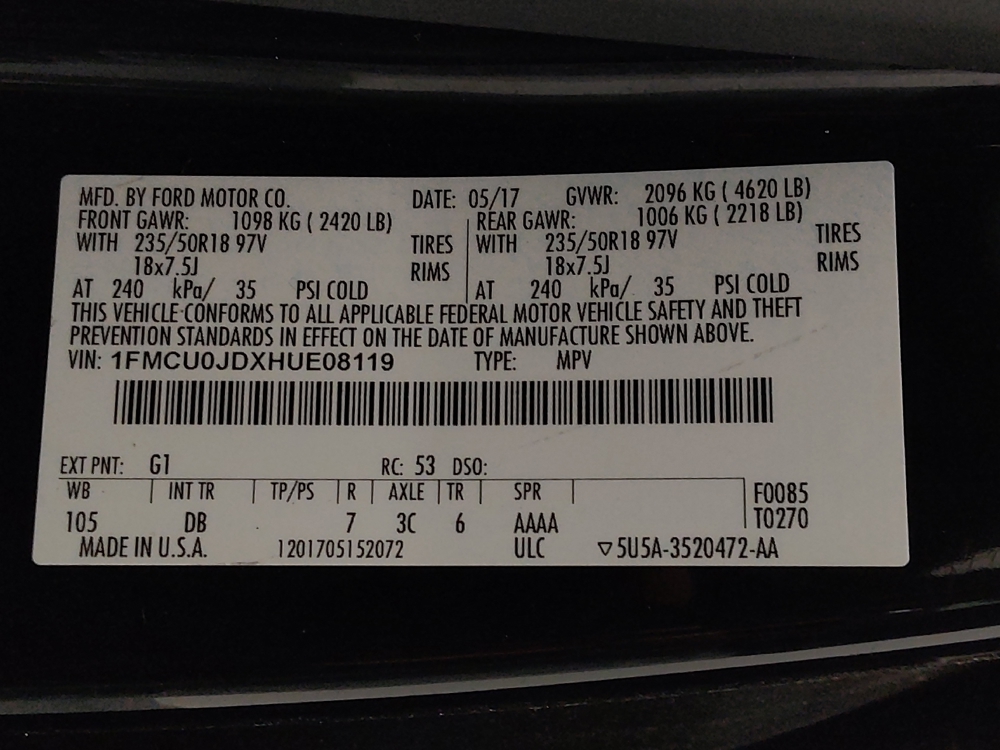 MFD. BY FORD MOTOR CO. DATE: 05/17 GVWR: 2096 KG ( 4620 LB)
FRONT GAWR: 1098 KG ( 2420 LB) REAR GAWR: 1006 KG ( 2218 LB)
WITH 235/50R18 97V TIRES WITH 235/50R18 97V TIRES
18x7.5J RIMS 18x7.5J RIMS
AT 240 kPa/ 35 PSI COLD AT 240 kPa/ 35 PSI COLD
THIS VEHICLE CONFORMS TO ALL APPLICABLE FEDERAL MOTOR VEHICLE SAFETY AND THEFT
PREVENTION STANDARDS IN EFFECT ON THE DATE OF MANUFACTURE SHOWN ABOVE.
VIN: 1FMCU0JDXHUE08119 TYPE: MPV
EXT PNT: G1 RC: 53 DSO:
WB INT TR TP/PS R AXLE TR SPR F0085
105 DB 7 3C 6 AAAA T0270
MADE IN U.S.A. 1201705152072 ULC ▽5U5A-3520472-AA